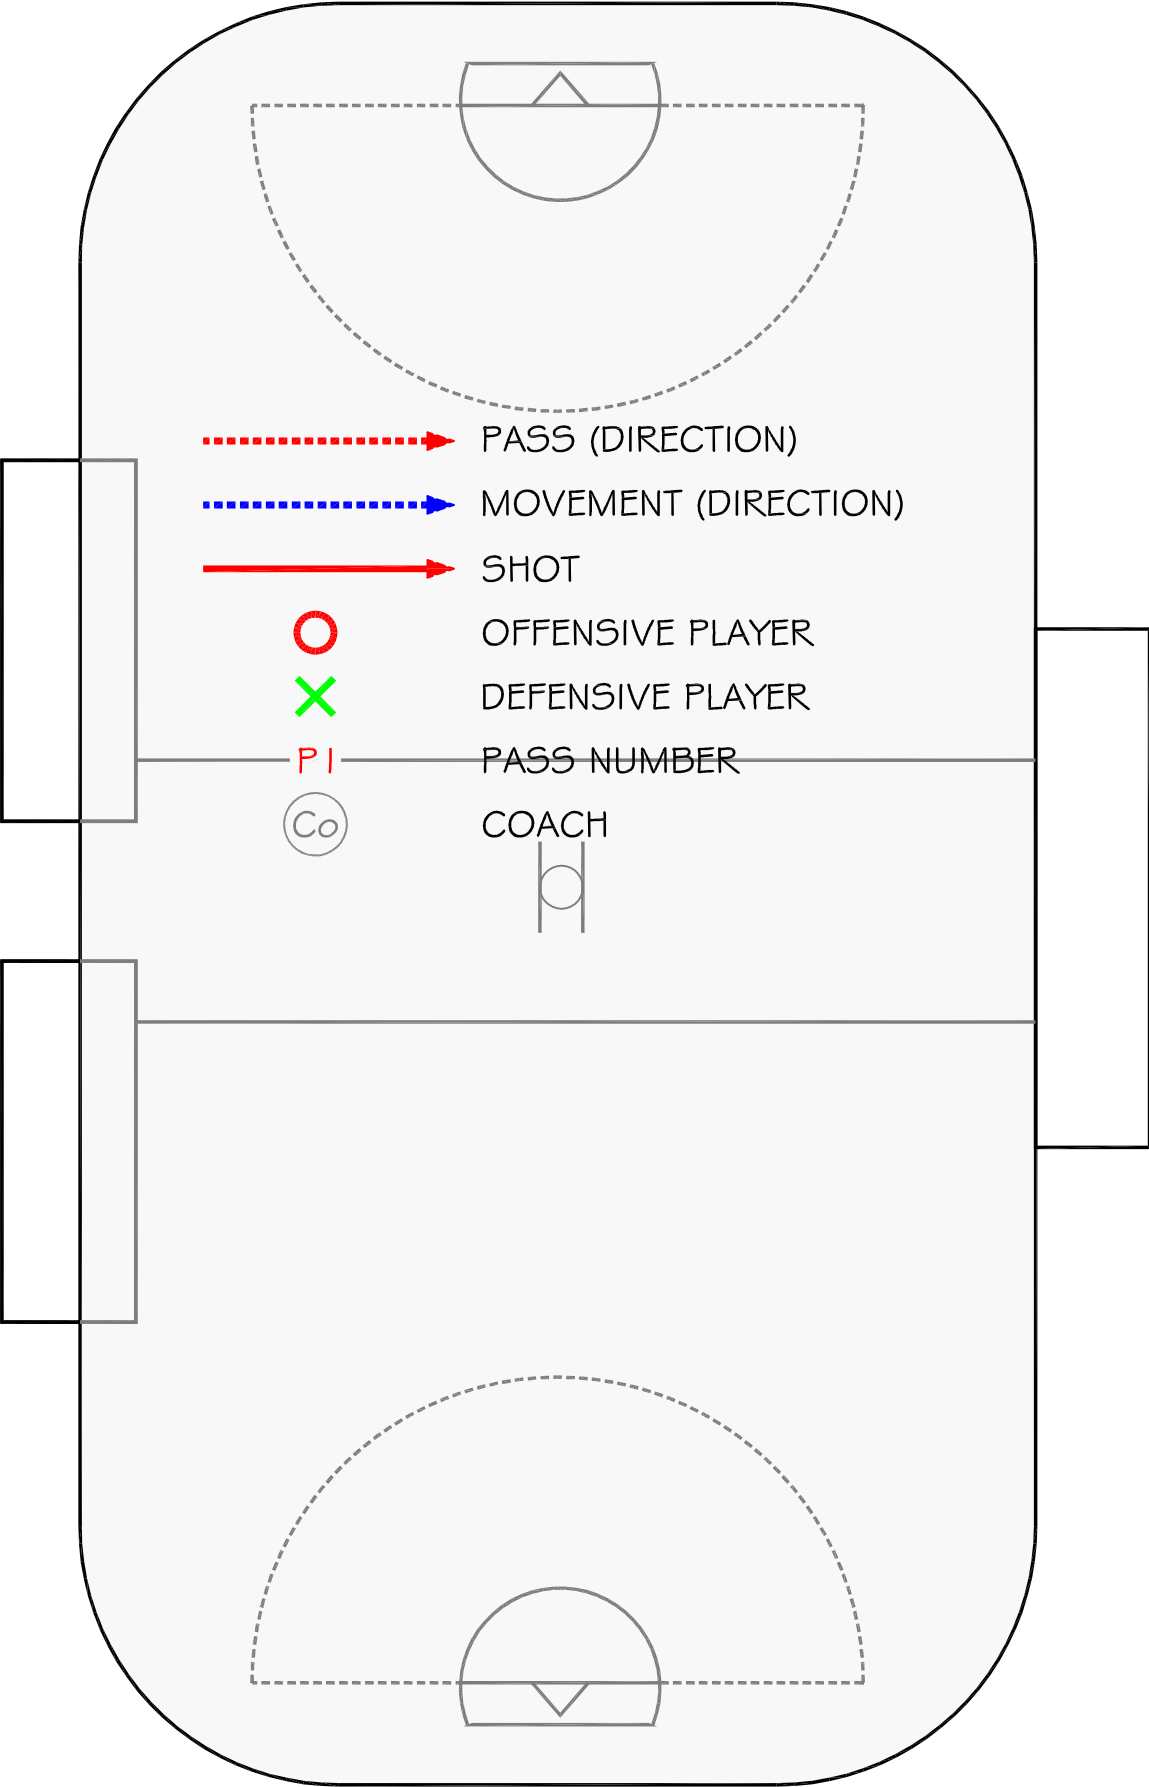 PASS (DIRECTION)
MOVEMENT (DIRECTION)
SHOT
OFFENSIVE PLAYER
DEFENSIVE PLAYER
P1 PASS NUMBER
Co COACH